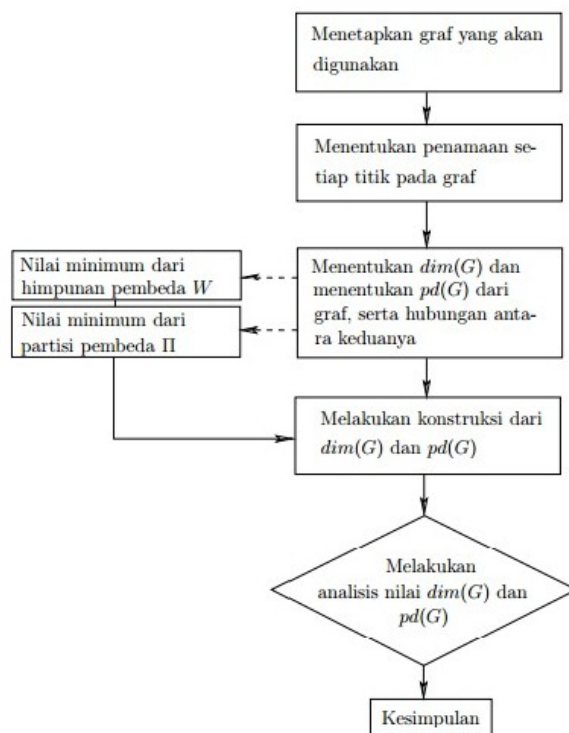 Menetapkan graf yang akan
digunakan
Menentukan penamaan se-
tiap titik pada graf
Nilai minimum dari
himpunan pembeda W
Nilai minimum dari
partisi pembeda Π
Menentukan dim(G) dan
menentukan pd(G) dari
graf, serta hubungan anta-
ra keduanya
Melakukan konstruksi dari
dim(G) dan pd(G)
Melakukan
analisis nilai dim(G) dan
pd(G)
Kesimpulan